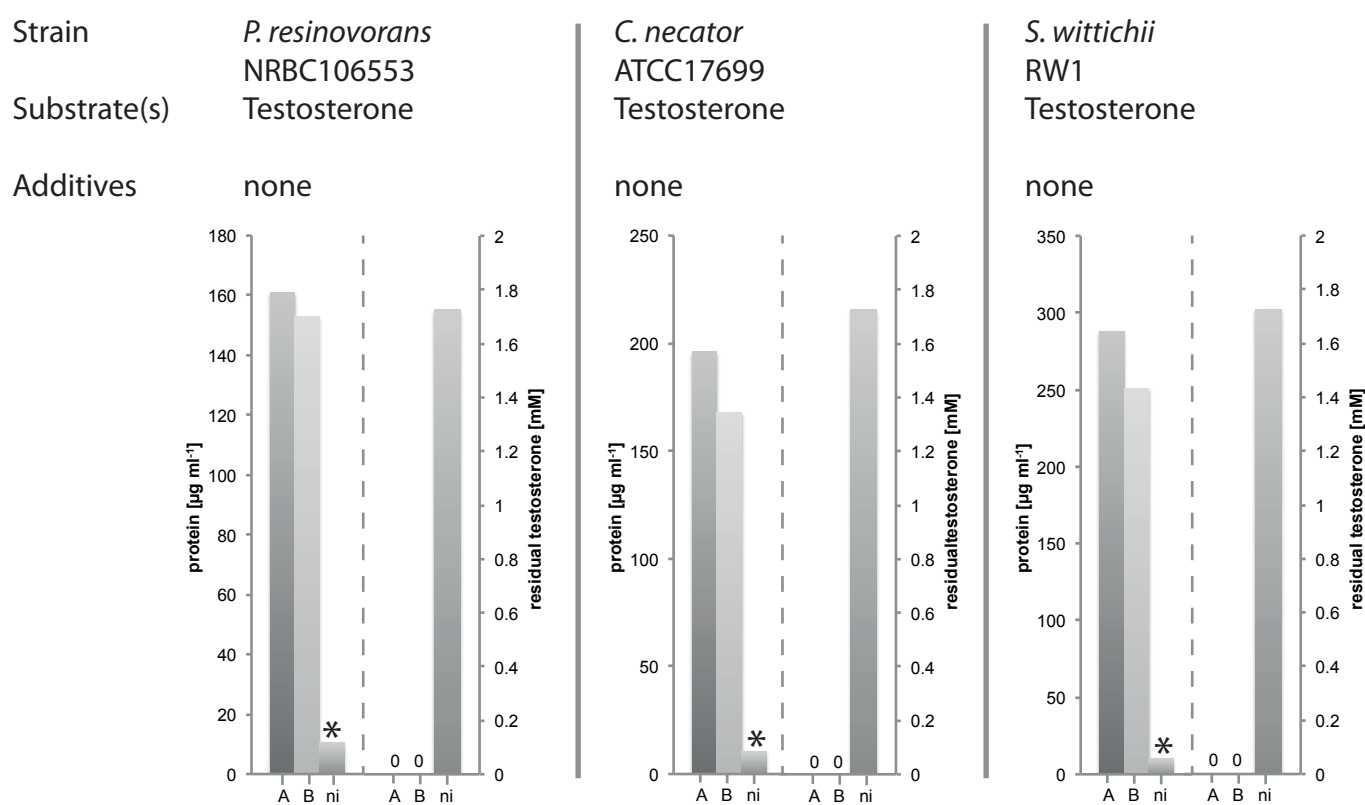 Strain P. resinovorans C. necator S. wittichii
NRBC106553 ATCC17699 RW1
Substrate(s) Testosterone Testosterone Testosterone
Additives none none none
180 2 250 2 350 2
160 1.8 1.8 300 1.8
140 1.6 200 1.6 1.6
120 1.4 1.4 250 1.4
100 1.2 150 1.2 200 1.2
80 1 1 1
60 0.8 100 0.8 150 0.8
40 0.6 0.6 100 0.6
20 0.4 50 0.4 50 0.4
0 0.2 0 0.2 0 0.2
0 0 0
protein [µg ml-1]
residual testosterone [mM]
protein [µg ml-1]
residualtestosterone [mM]
protein [µg ml-1]
residual testosterone [mM]
* 0 0 * 0 0 * 0 0
A B ni A B ni A B ni A B ni A B ni A B ni